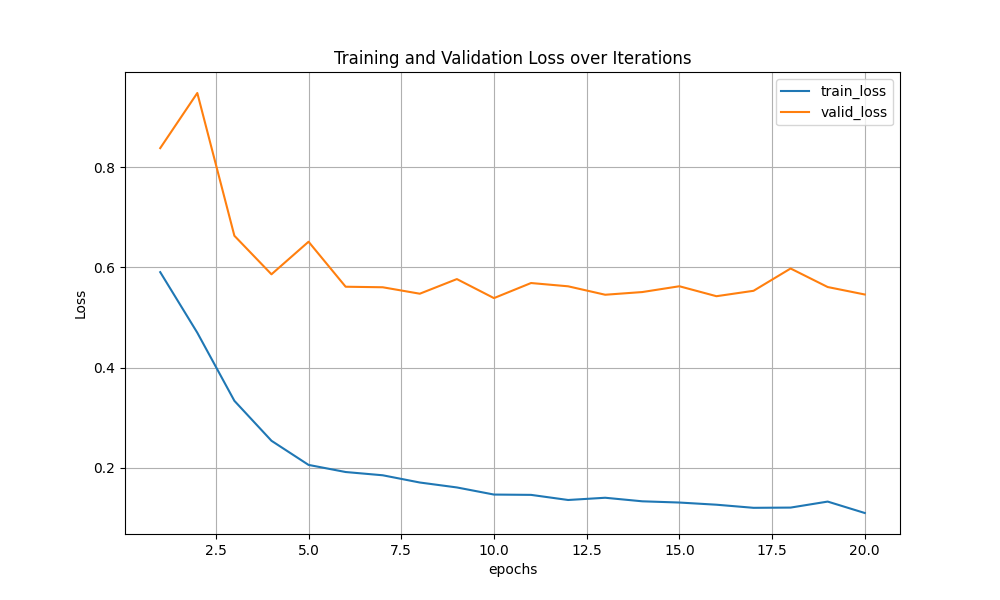 Training and Validation Loss over Iterations
train_loss
valid_loss
0.8
0.6
0.4
0.2
Loss
2.5 5.0 7.5 10.0 12.5 15.0 17.5 20.0
epochs